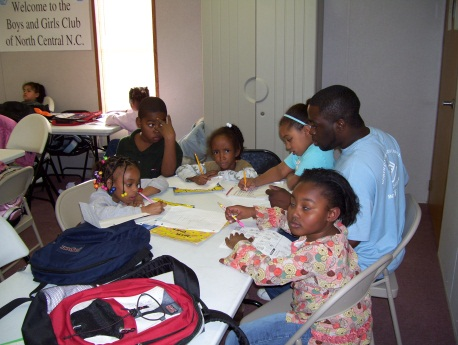 Welcome to the
Boys and Girls Club
of North Central N.C.